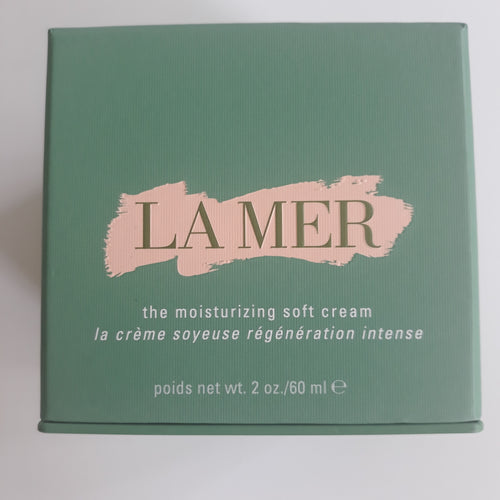 LA MER
the moisturizing soft cream
la crème soyeuse régénération intense
poids net wt. 2 oz./60 ml ℮